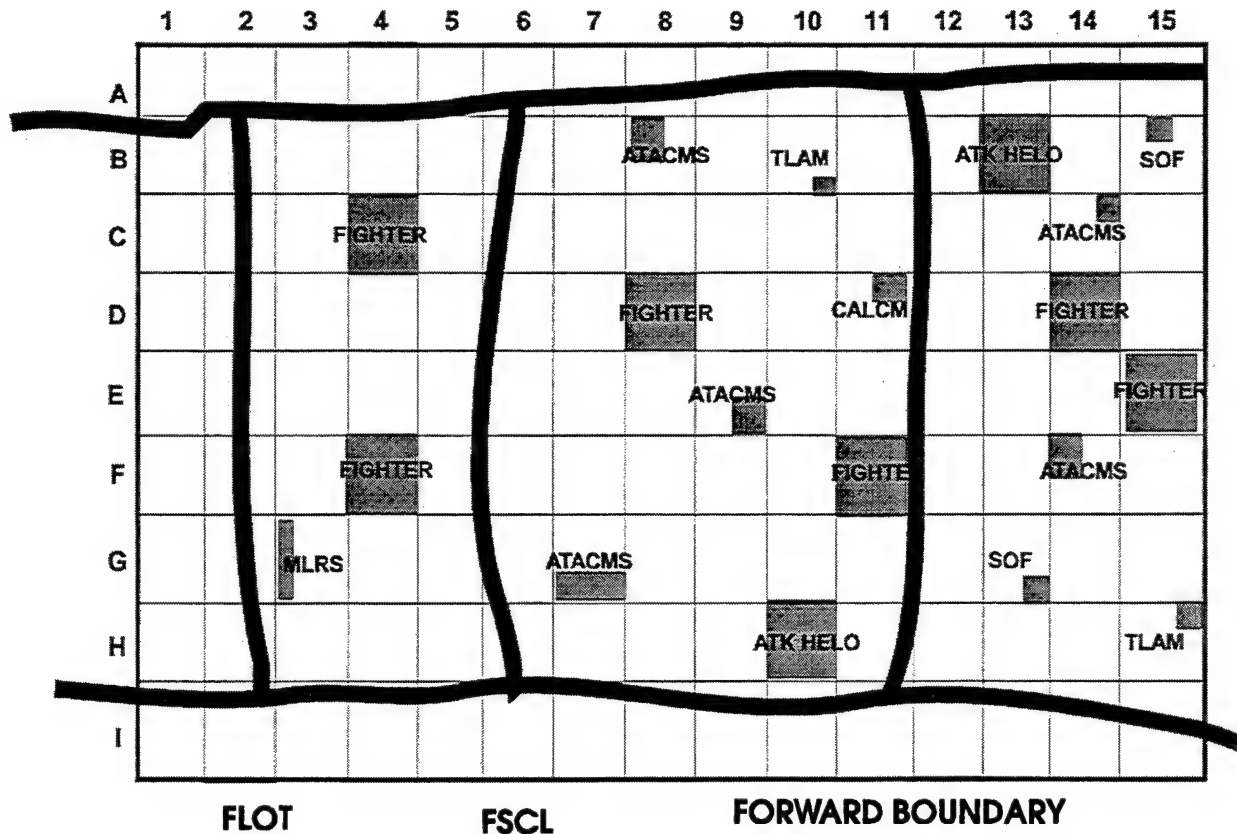 1 2 3 4 5 6 7 8 9 10 11 12 13 14 15
A
B ATACMS TLAM ATK HELO SOF
C FIGHTER ATACMS
D FIGHTER CALCM FIGHTER
E ATACMS FIGHTER
F FIGHTER FIGHTE ATACMS
G MLRS ATACMS SOF
H ATK HELO TLAM
I
FLOT FSCL FORWARD BOUNDARY